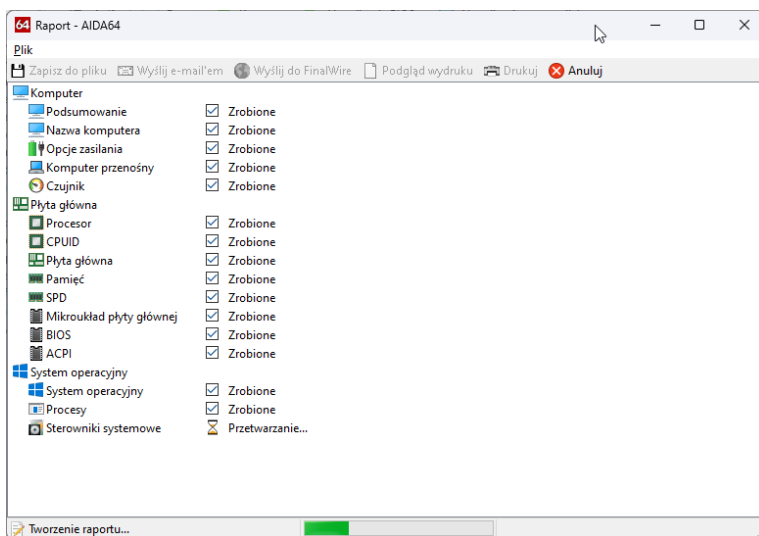 64 Raport - AIDA64
Plik
Zapisz do pliku Wyślij e-mail'em Wyślij do FinalWire Podgląd wydruku Drukuj Anuluj
Komputer
Podsumowanie Zrobione
Nazwa komputera Zrobione
Opcje zasilania Zrobione
Komputer przenośny Zrobione
Czujnik Zrobione
Płyta główna
Procesor Zrobione
CPUID Zrobione
Płyta główna Zrobione
Pamięć Zrobione
SPD Zrobione
Mikroukład płyty głównej Zrobione
BIOS Zrobione
ACPI Zrobione
System operacyjny
System operacyjny Zrobione
Procesy Zrobione
Sterowniki systemowe Przetwarzanie...
Tworzenie raportu...